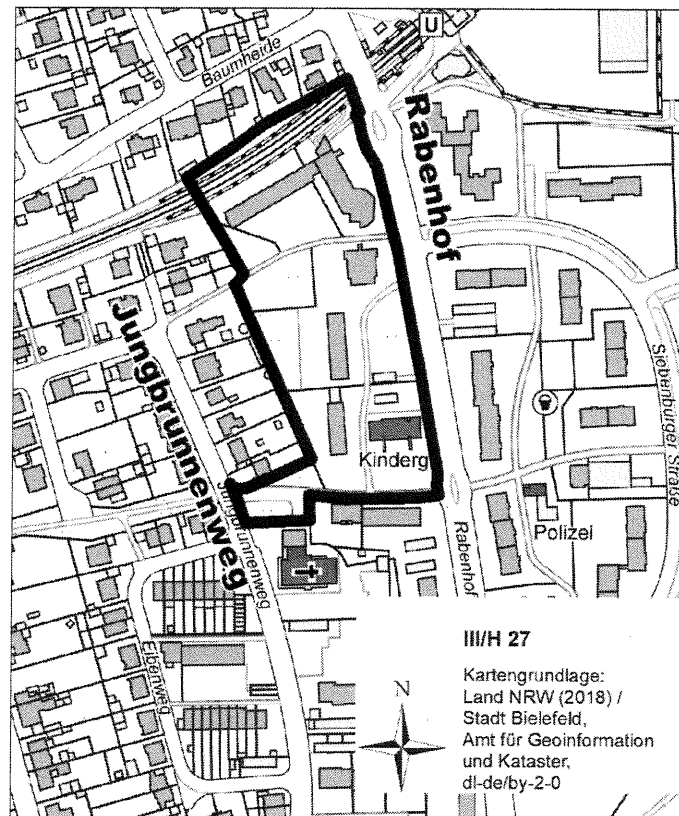 U
Baumheide
Rabenhof
Jungbrunnenweg
Siebenbürger Straße
Kinderg
Jungbrunnenweg
Rabenhof
Polizei
Eibenweg
III/H 27
Kartengrundlage:
Land NRW (2018) /
Stadt Bielefeld,
Amt für Geoinformation
und Kataster,
dl-de/by-2-0
N